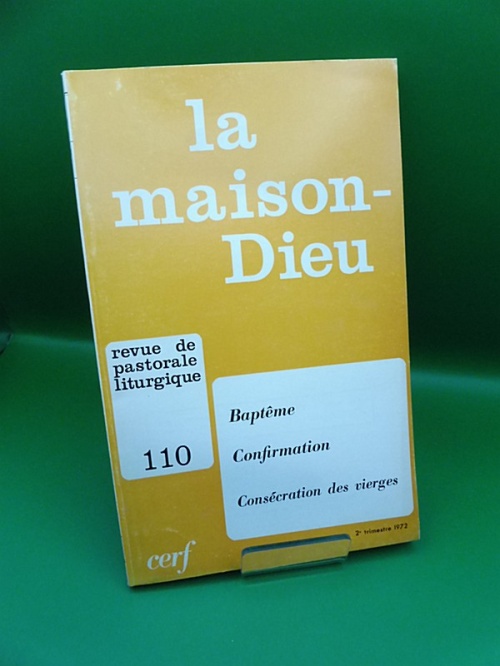 la
maison-
Dieu
revue de
pastorale
liturgique
110
Baptême
Confirmation
Consécration des vierges
2e trimestre 1972
cerf